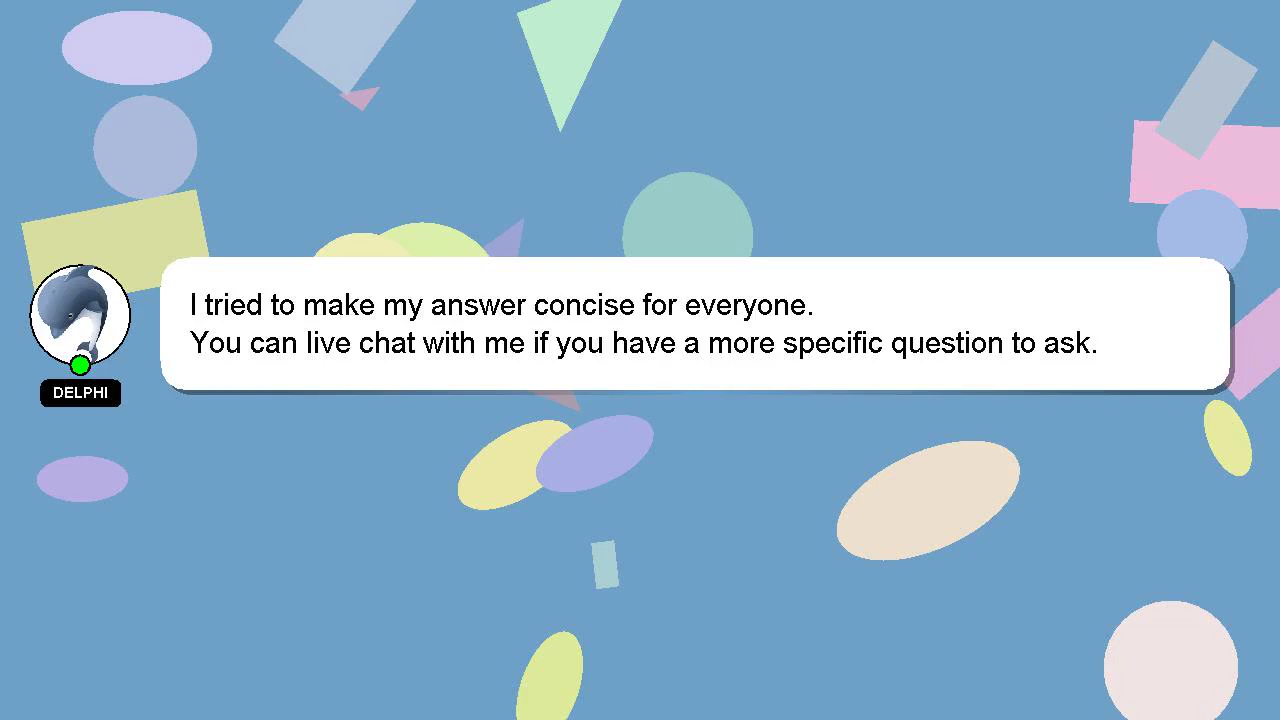 I tried to make my answer concise for everyone.
You can live chat with me if you have a more specific question to ask.
DELPHI